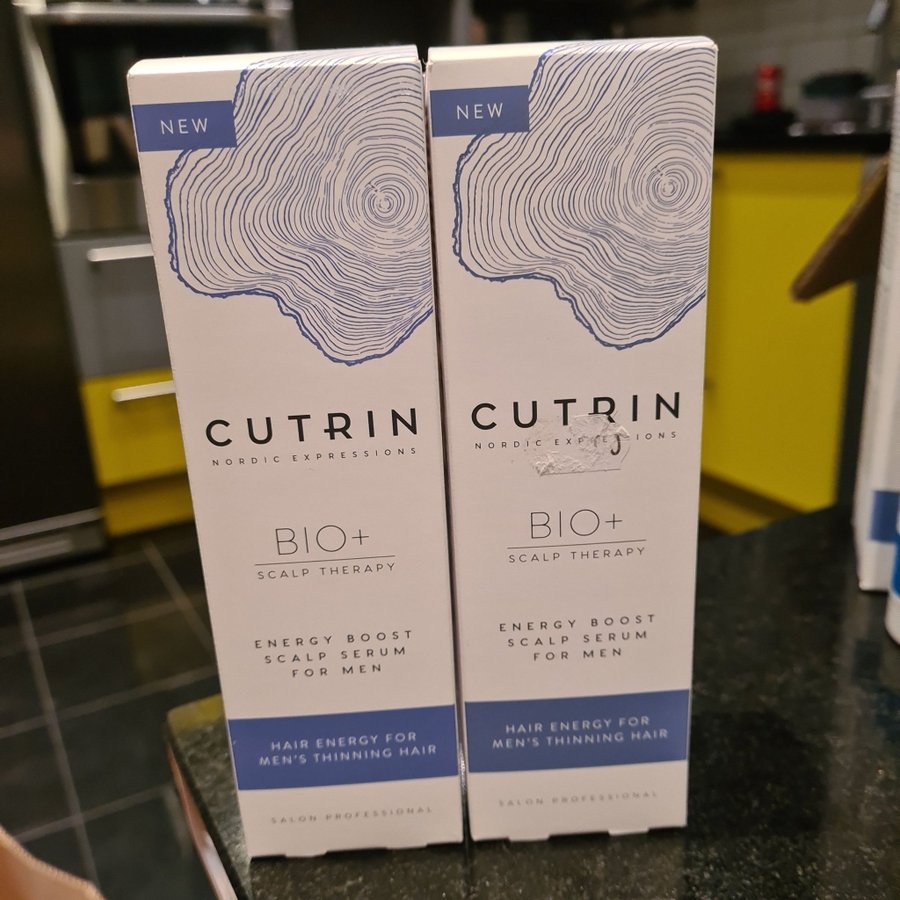 NEW
CUTRIN
NORDIC EXPRESSIONS
BIO+
SCALP THERAPY
ENERGY BOOST
SCALP SERUM
FOR MEN
HAIR ENERGY FOR
MEN'S THINNING HAIR
SALON PROFESSIONAL
NEW
CUTRIN
NORDIC EXPRESSIONS
BIO+
SCALP THERAPY
ENERGY BOOST
SCALP SERUM
FOR MEN
HAIR ENERGY FOR
MEN'S THINNING HAIR
SALON PROFESSIONAL